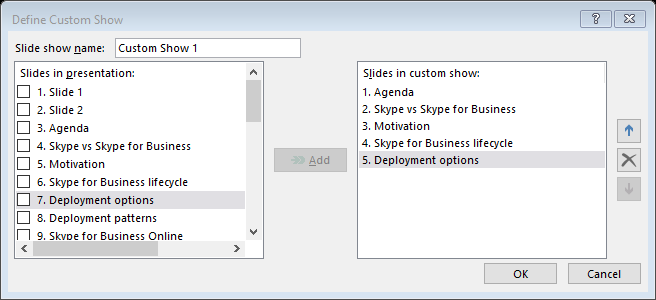 Define Custom Show
?
Slide show name: Custom Show 1
Slides in presentation:
1. Slide 1
2. Slide 2
3. Agenda
4. Skype vs Skype for Business
5. Motivation
6. Skype for Business lifecycle
7. Deployment options
8. Deployment patterns
9. Skype for Business Online
Add
Slides in custom show:
1. Agenda
2. Skype vs Skype for Business
3. Motivation
4. Skype for Business lifecycle
5. Deployment options
OK
Cancel